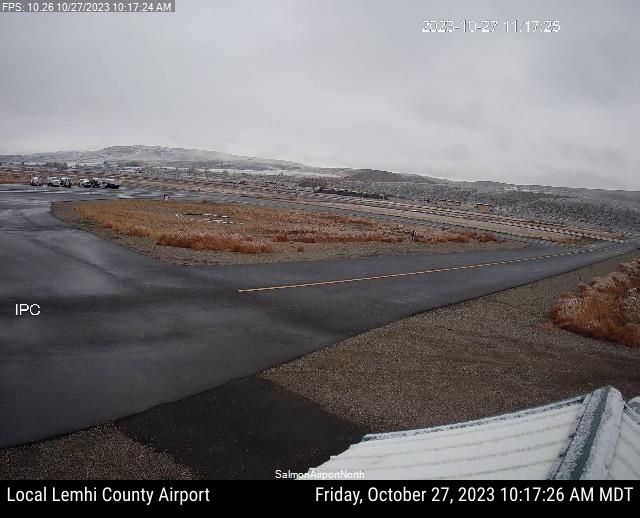 FPS: 10.26 10/27/2023 10:17:24 AM
2023-10-27 11:17:25
IPC
SalmonAirportNorth
Local Lemhi County Airport
Friday, October 27, 2023 10:17:26 AM MDT